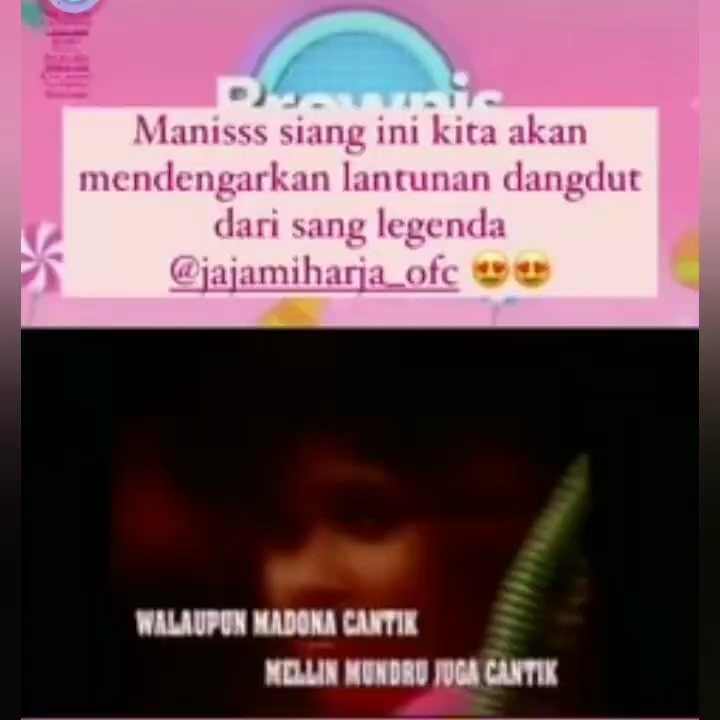 Brownis
Manisss siang ini kita akan
mendengarkan lantunan dangdut
dari sang legenda
@jajamiharja_ofc 😍😍
WALAUPUN MADONA CANTIK
MELLIN MUNDRU JUGA CANTIK